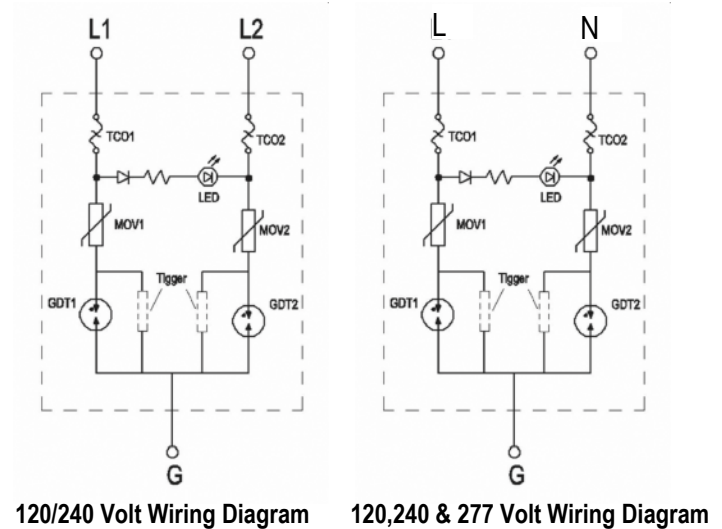 L1 L2
TCO1 TCO2
LED
MOV1 MOV2
Tigger
GDT1 GDT2
G
120/240 Volt Wiring Diagram
L N
TCO1 TCO2
LED
MOV1 MOV2
Tigger
GDT1 GDT2
G
120,240 & 277 Volt Wiring Diagram